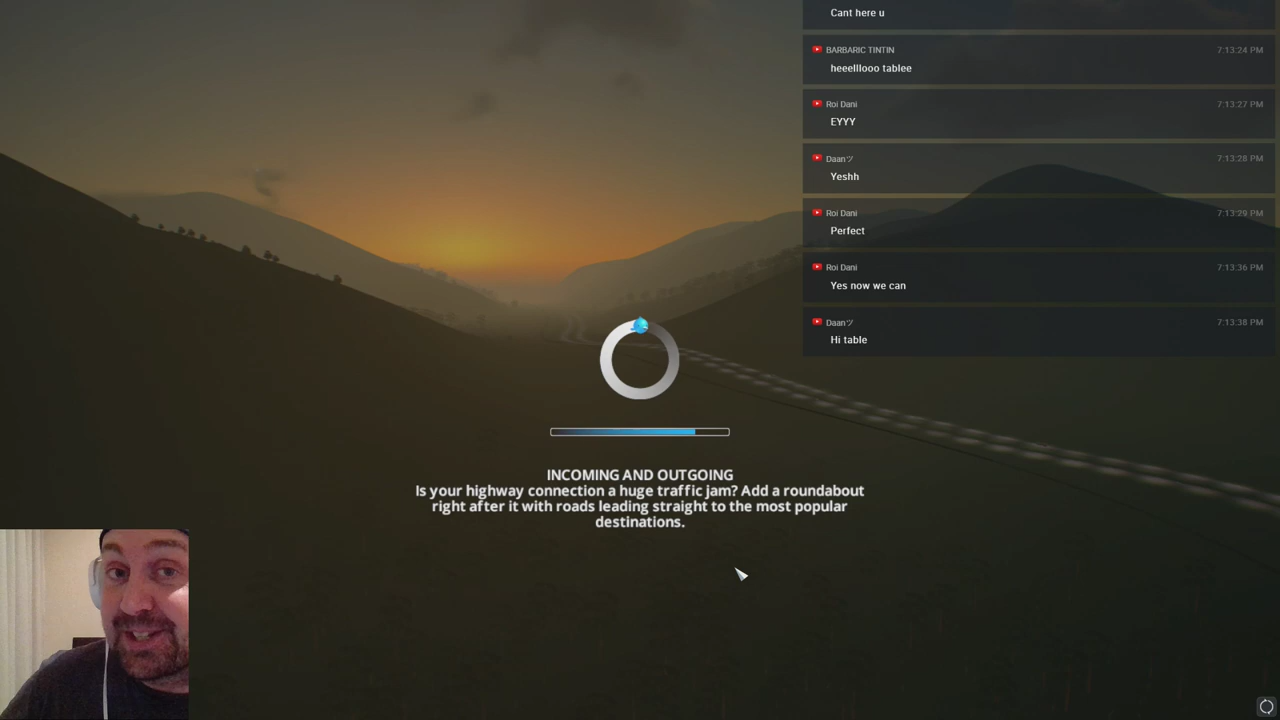 Cant here u
BARBARIC TINTIN 7:13:24 PM
heeelllooo tablee
Roi Dani 7:13:27 PM
EYYY
Daanツ 7:13:28 PM
Yeshh
Roi Dani 7:13:29 PM
Perfect
Roi Dani 7:13:36 PM
Yes now we can
Daanツ 7:13:38 PM
Hi table
INCOMING AND OUTGOING
Is your highway connection a huge traffic jam? Add a roundabout
right after it with roads leading straight to the most popular
destinations.